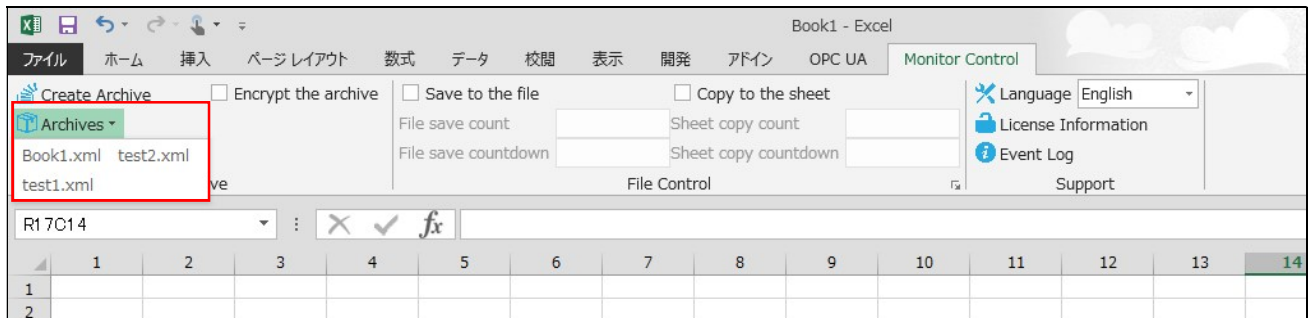 Book1 - Excel
ファイル ホーム 挿入 ページ レイアウト 数式 データ 校閲 表示 開発 アドイン OPC UA Monitor Control
Create Archive Encrypt the archive Save to the file Copy to the sheet Language English
Archives File save count Sheet copy count License Information
Book1.xml test2.xml File save countdown Sheet copy countdown Event Log
test1.xml ve File Control Support
R17C14 fx
1 2 3 4 5 6 7 8 9 10 11 12 13 14
1
2